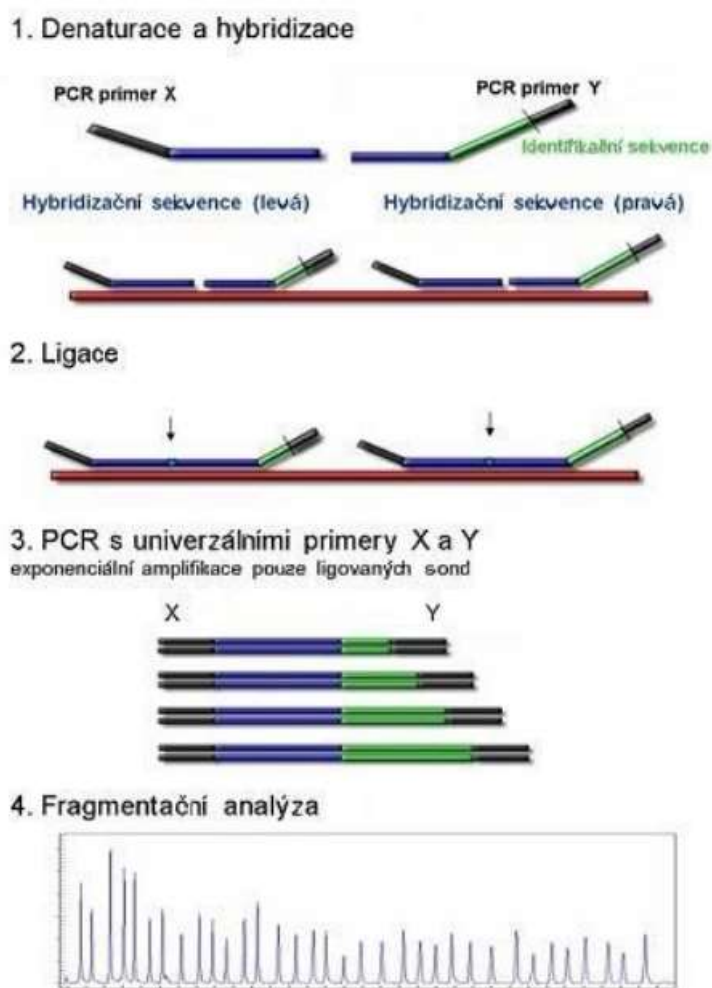 1. Denaturace a hybridizace
PCR primer X
PCR primer Y
Identifikační sekvence
Hybridizační sekvence (levá)
Hybridizační sekvence (pravá)
2. Ligace
3. PCR s univerzálními primery X a Y
exponenciální amplifikace pouze ligovaných sond
X
Y
4. Fragmentační analýza